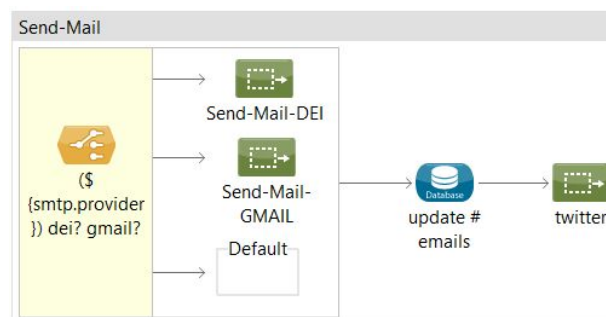 Send-Mail
Send-Mail-DEI
($
{smtp.provider
}) dei? gmail?
Send-Mail-
GMAIL
Default
Database
update #
emails
twitter